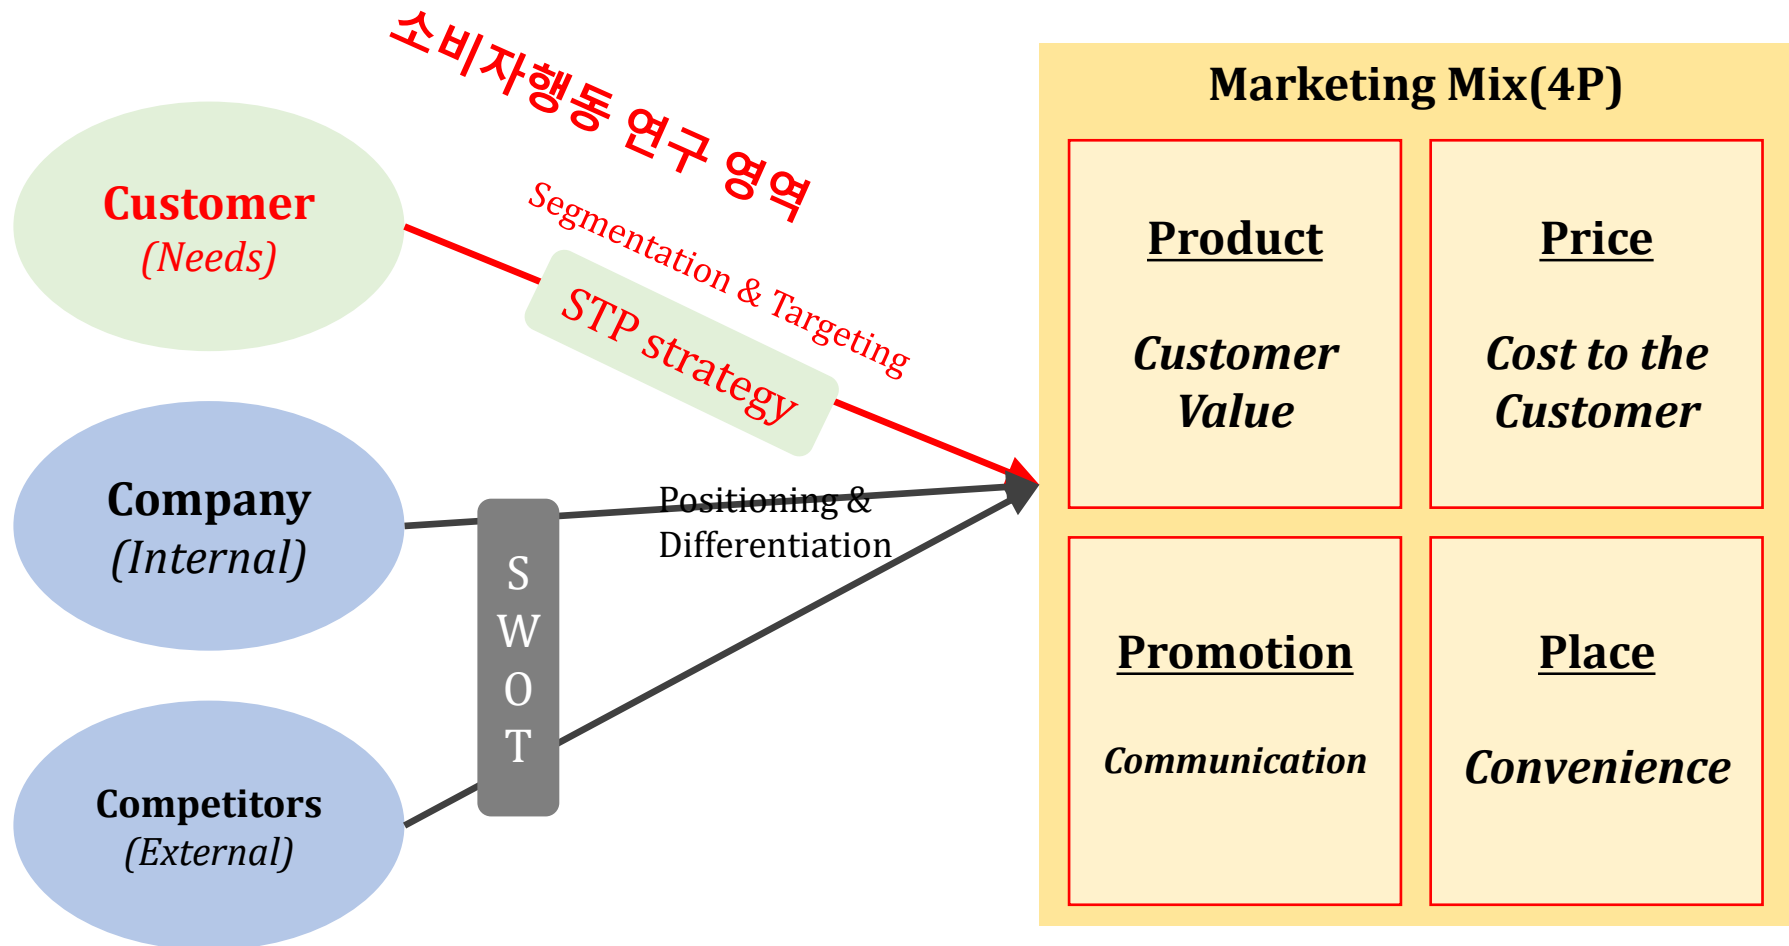 소비자행동 연구 영역
Customer
(Needs)
Segmentation & Targeting
STP strategy
Company
(Internal)
Positioning &
Differentiation
S
W
O
T
Competitors
(External)
Marketing Mix(4P)
Product
Customer
Value
Price
Cost to the
Customer
Promotion
Communication
Place
Convenience